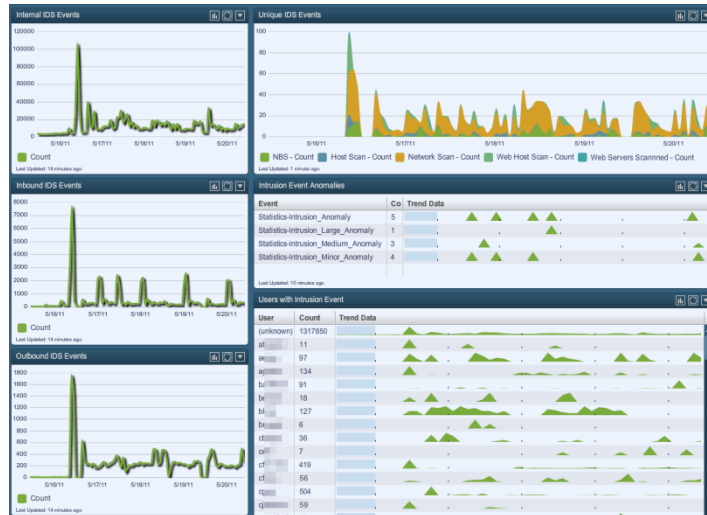 Internal IDS Events
120000
100000
80000
60000
40000
20000
0
5/16/11 5/17/11 5/18/11 5/19/11 5/20/11
Count
Last Updated: 14 minutes ago
Unique IDS Events
100
80
60
40
20
0
5/16/11 5/17/11 5/18/11 5/19/11 5/20/11
NBS - Count Host Scan - Count Network Scan - Count Web Host Scan - Count Web Servers Scannned - Count
Last Updated: 1 minute ago
Inbound IDS Events
8000
7000
6000
5000
4000
3000
2000
1000
0
5/16/11 5/17/11 5/18/11 5/19/11 5/20/11
Count
Last Updated: 14 minutes ago
Intrusion Event Anomalies
Event Co Trend Data
Statistics-Intrusion_Anomaly 5
Statistics-Intrusion_Large_Anomaly 1
Statistics-Intrusion_Medium_Anomaly 3
Statistics-Intrusion_Minor_Anomaly 4
Last Updated: 10 minutes ago
Outbound IDS Events
1800
1600
1400
1200
1000
800
600
400
200
0
5/16/11 5/17/11 5/18/11 5/19/11 5/20/11
Count
Last Updated: 14 minutes ago
Users with Intrusion Event
User Count Trend Data
(unknown) 1317850
11
97
134
91
18
127
6
36
7
419
56
504
59